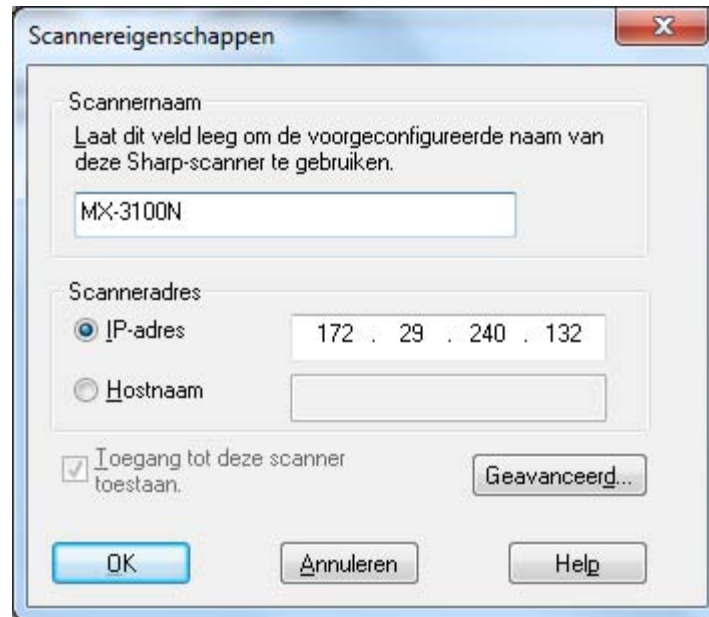 Scannereigenschappen
Scannernaam
Laat dit veld leeg om de voorgeconfigureerde naam van
deze Sharp-scanner te gebruiken.
MX-3100N
Scanneradres
IP-adres 172 . 29 . 240 . 132
Hostnaam
Toegang tot deze scanner
toestaan.
Geavanceerd...
OK Annuleren Help